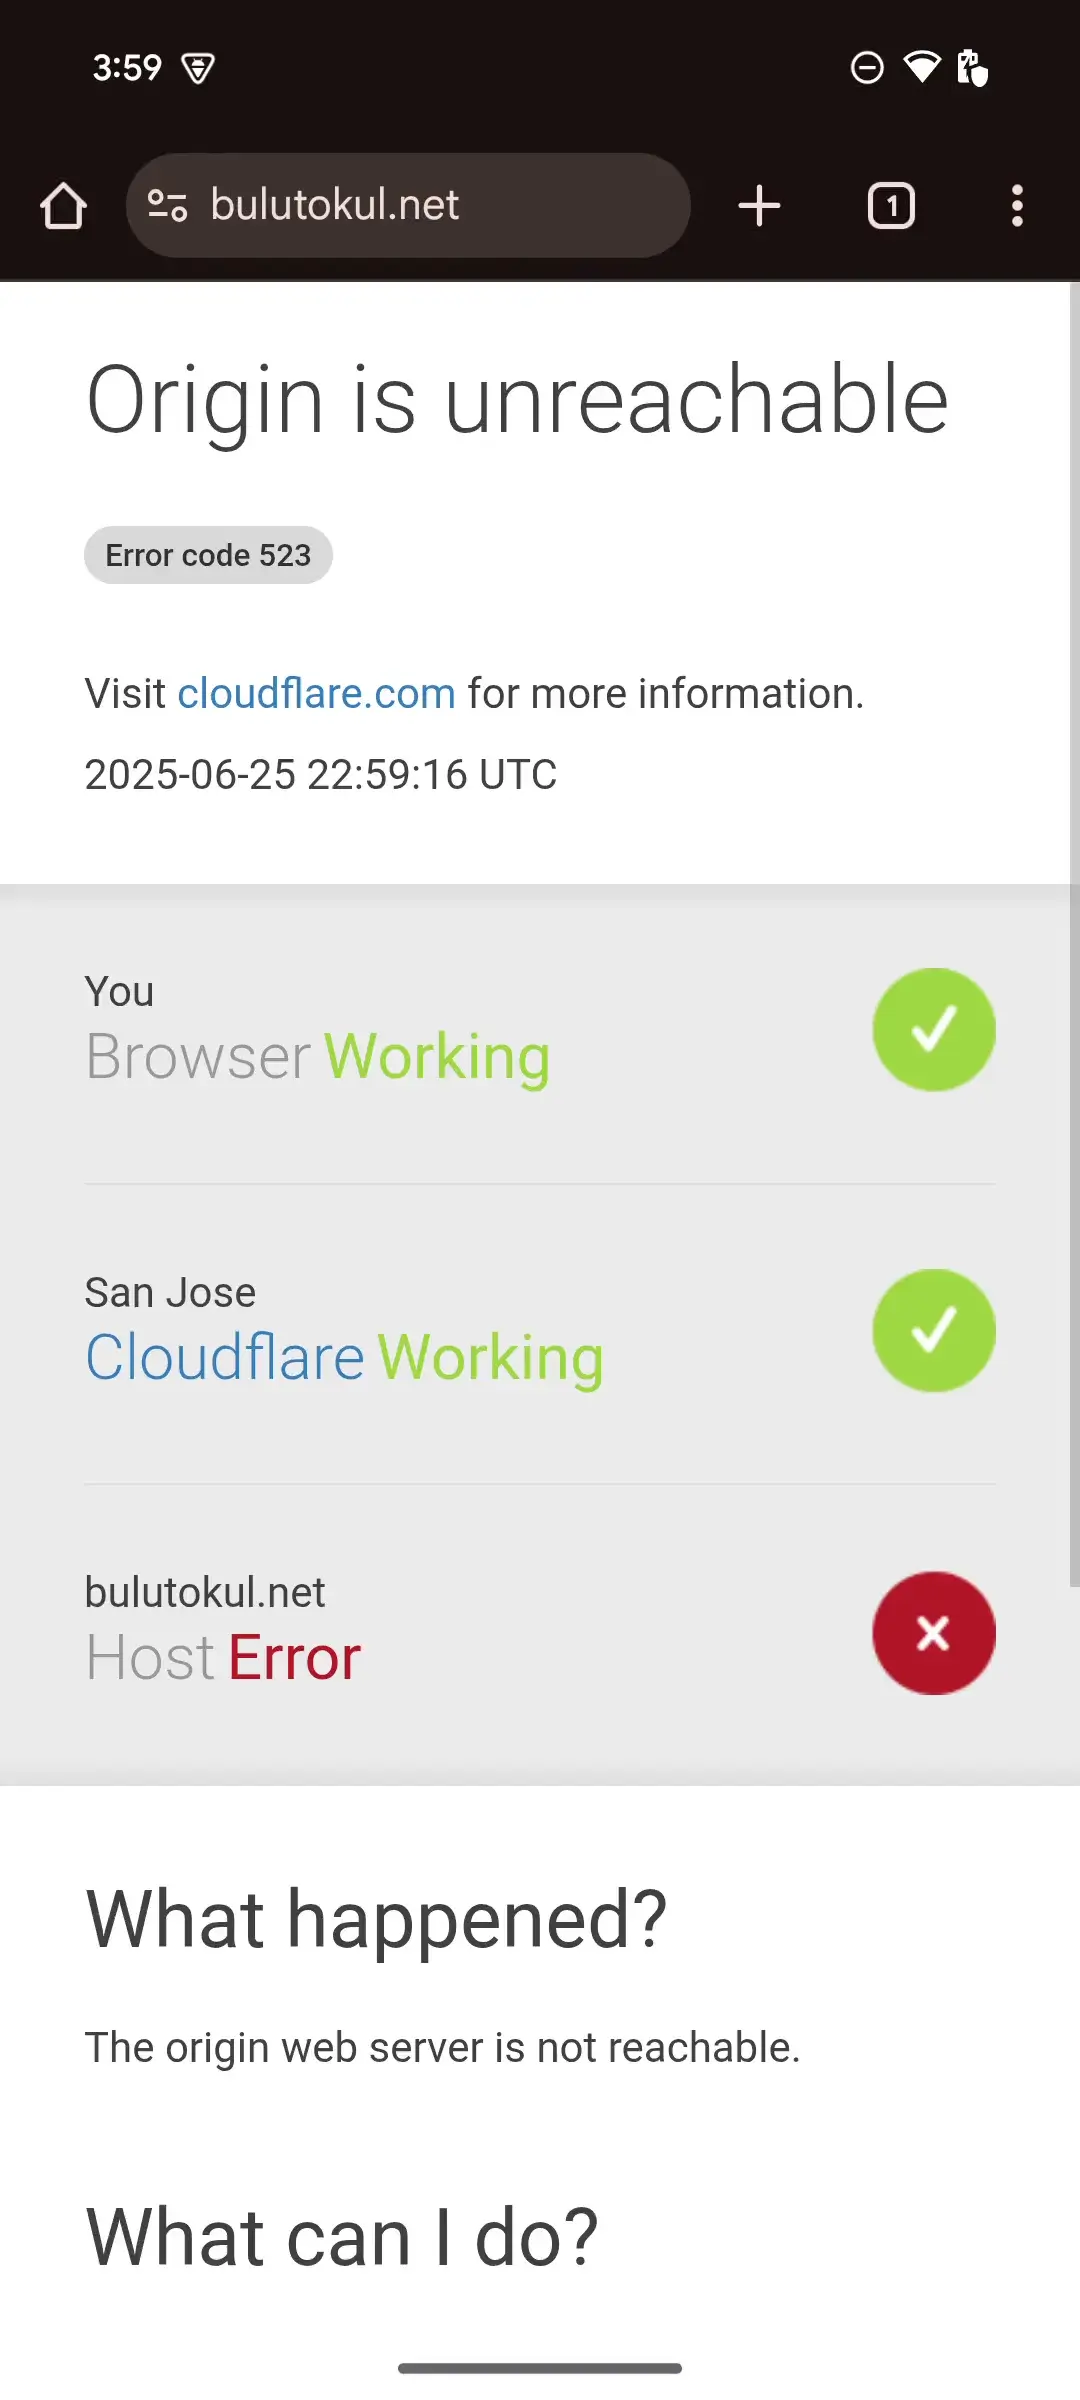 3:59
bulutokul.net
1
Origin is unreachable
Error code 523
Visit cloudflare.com for more information.
2025-06-25 22:59:16 UTC
You
Browser Working
San Jose
Cloudflare Working
bulutokul.net
Host Error
What happened?
The origin web server is not reachable.
What can I do?